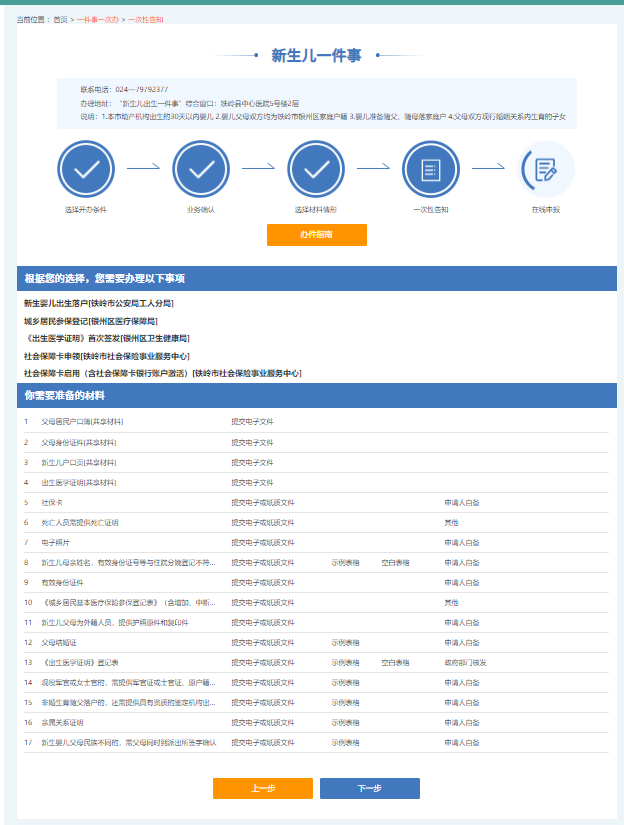 当前位置： 首页 > 一件事一次办 > 一次性告知
新生儿一件事
联系电话：024—79792377
办理地址： “新生儿出生一件事”综合窗口：铁岭县中心医院5号楼2层
说明：1.本市助产机构出生的30天以内婴儿 2.婴儿父母双方均为铁岭市银州区家庭户籍 3.婴儿准备随父、随母落家庭户 4.父母双方现行婚姻关系内生育的子女
选择开办条件 业务确认 选择材料情形 一次性告知 在线申报
办件指南
根据您的选择，您需要办理以下事项
新生婴儿出生落户[铁岭市公安局工人分局]
城乡居民参保登记[银州区医疗保障局]
《出生医学证明》首次签发[银州区卫生健康局]
社会保障卡申领[铁岭市社会保险事业服务中心]
社会保障卡启用（含社会保障卡银行账户激活）[铁岭市社会保险事业服务中心]
你需要准备的材料
1 父母居民户口簿[共享材料] 提交电子文件
2 父母身份证件[共享材料] 提交电子文件
3 新生儿户口页[共享材料] 提交电子文件
4 出生医学证明[共享材料] 提交电子文件
5 社保卡 提交电子或纸质文件 申请人自备
6 死亡人员需提供死亡证明 提交电子或纸质文件 其他
7 电子照片 提交电子或纸质文件 申请人自备
8 新生儿母亲姓名、有效身份证号等与住院分娩登记不符... 提交电子或纸质文件 示例表格 空白表格 申请人自备
9 有效身份证件 提交电子或纸质文件 申请人自备
10 《城乡居民基本医疗保险参保登记表》（含增加、中断... 提交电子或纸质文件 其他
11 新生儿父母为外籍人员，提供护照原件和复印件 提交电子或纸质文件 申请人自备
12 父母结婚证 提交电子或纸质文件 示例表格 申请人自备
13 《出生医学证明》登记表 提交电子或纸质文件 示例表格 空白表格 政府部门核发
14 现役军官或女士官的，需提供军官证或士官证、原户籍... 提交电子或纸质文件 示例表格 申请人自备
15 非婚生育随父落户的，还需提供具有资质的鉴定机构出... 提交电子或纸质文件 示例表格 申请人自备
16 亲属关系证明 提交电子或纸质文件 示例表格 申请人自备
17 新生婴儿父母民族不同的，需父母同时到派出所签字确认 提交电子或纸质文件 示例表格 申请人自备
上一步 下一步